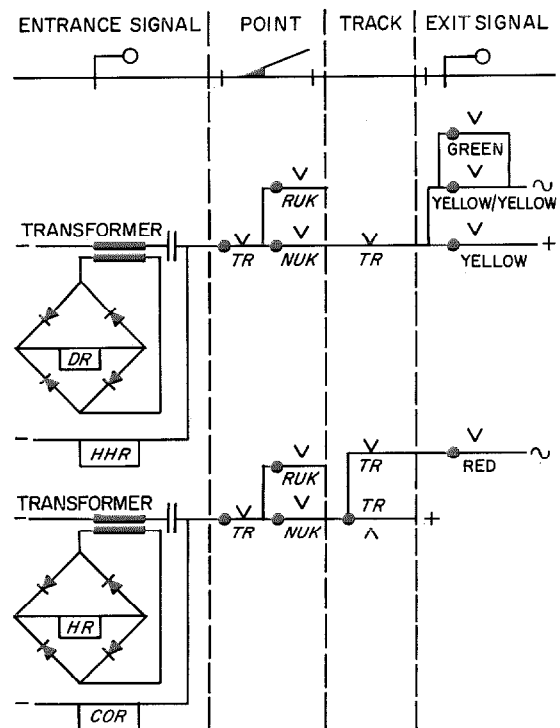 ENTRANCE SIGNAL POINT TRACK EXIT SIGNAL
GREEN
RUK YELLOW/YELLOW
TRANSFORMER
TR NUK TR YELLOW
DR
HHR
RUK TR RED
TRANSFORMER
TR
TR NUK
HR
COR